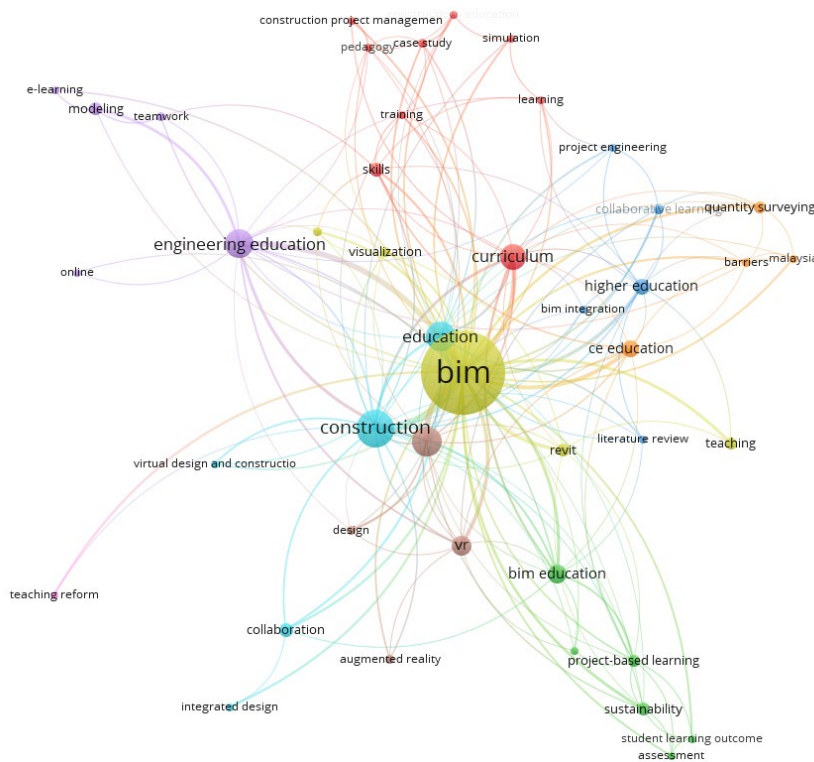 construction project managemen
pedagogy
case study
simulation
e-learning
modeling
teamwork
training
learning
project engineering
skills
collaborative learning
quantity surveying
engineering education
visualization
curriculum
barriers
malaysia
online
higher education
bim integration
education
ce education
bim
construction
literature review
teaching
revit
virtual design and constructio
design
vr
bim education
teaching reform
collaboration
augmented reality
project-based learning
integrated design
sustainability
student learning outcome
assessment